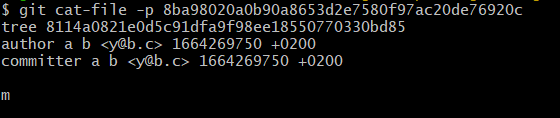 $ git cat-file -p 8ba98020a0b90a8653d2e7580f97ac20de76920c
tree 8114a0821e0d5c91dfa9f98ee18550770330bd85
author a b <y@b.c> 1664269750 +0200
committer a b <y@b.c> 1664269750 +0200

m